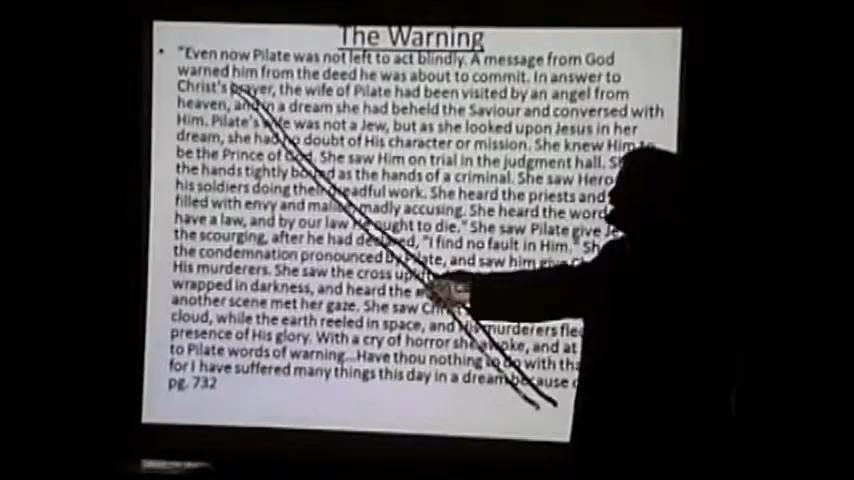 The Warning
• "Even now Pilate was not left to act blindly. A message from God
warned him from the deed he was about to commit. In answer to
Christ's prayer, the wife of Pilate had been visited by an angel from
heaven, and in a dream she had beheld the Saviour and conversed with
Him. Pilate's wife was not a Jew, but as she looked upon Jesus in her
dream, she had no doubt of His character or mission. She knew Him to
be the Prince of God. She saw Him on trial in the judgment hall. S
the hands tightly bound as the hands of a criminal. She saw Hero
his soldiers doing their dreadful work. She heard the priests and
filled with envy and malice, madly accusing. She heard the word
have a law, and by our law He ought to die." She saw Pilate give Je
the scourging, after he had declared, "I find no fault in Him." Sh
the condemnation pronounced by Pilate, and saw him give Ch
His murderers. She saw the cross
wrapped in darkness, and heard the
another scene met her gaze. She saw
cloud, while the earth reeled in space, and His murderers flee
presence of His glory. With a cry of horror she awoke, and at
to Pilate words of warning...Have thou nothing to do with tha
for I have suffered many things this day in a dream because
pg. 732